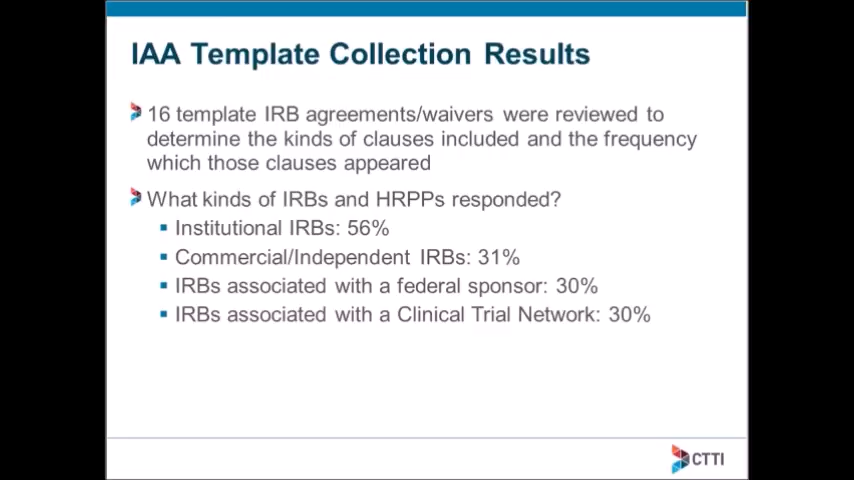 IAA Template Collection Results
16 template IRB agreements/waivers were reviewed to
determine the kinds of clauses included and the frequency
which those clauses appeared
What kinds of IRBs and HRPPs responded?
Institutional IRBs: 56%
Commercial/Independent IRBs: 31%
IRBs associated with a federal sponsor: 30%
IRBs associated with a Clinical Trial Network: 30%
CTTI